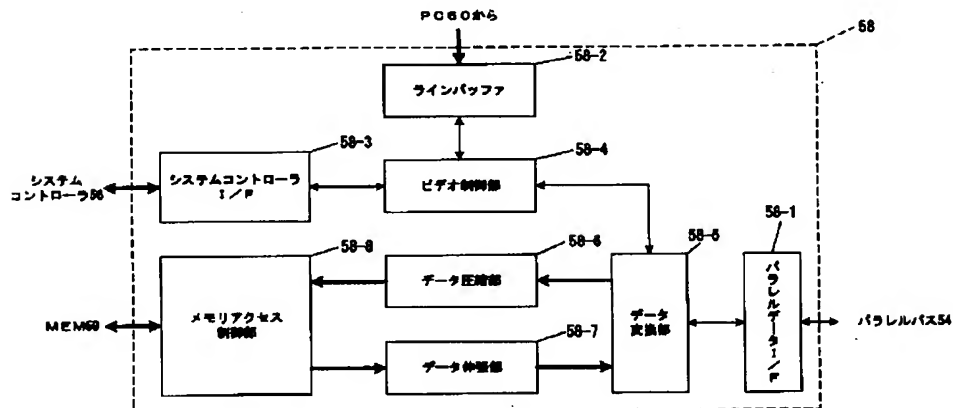 PC60から
58
58-2
ラインバッファ
58-3
58-4
システム
コントローラ56
システムコントローラ
I/F
ビデオ制御部
58-1
58-8
58-6
58-5
メモリアクセス
制御部
データ圧縮部
データ
変換部
パラレルデータI/F
MEM59
パラレルバス54
58-7
データ伸張部